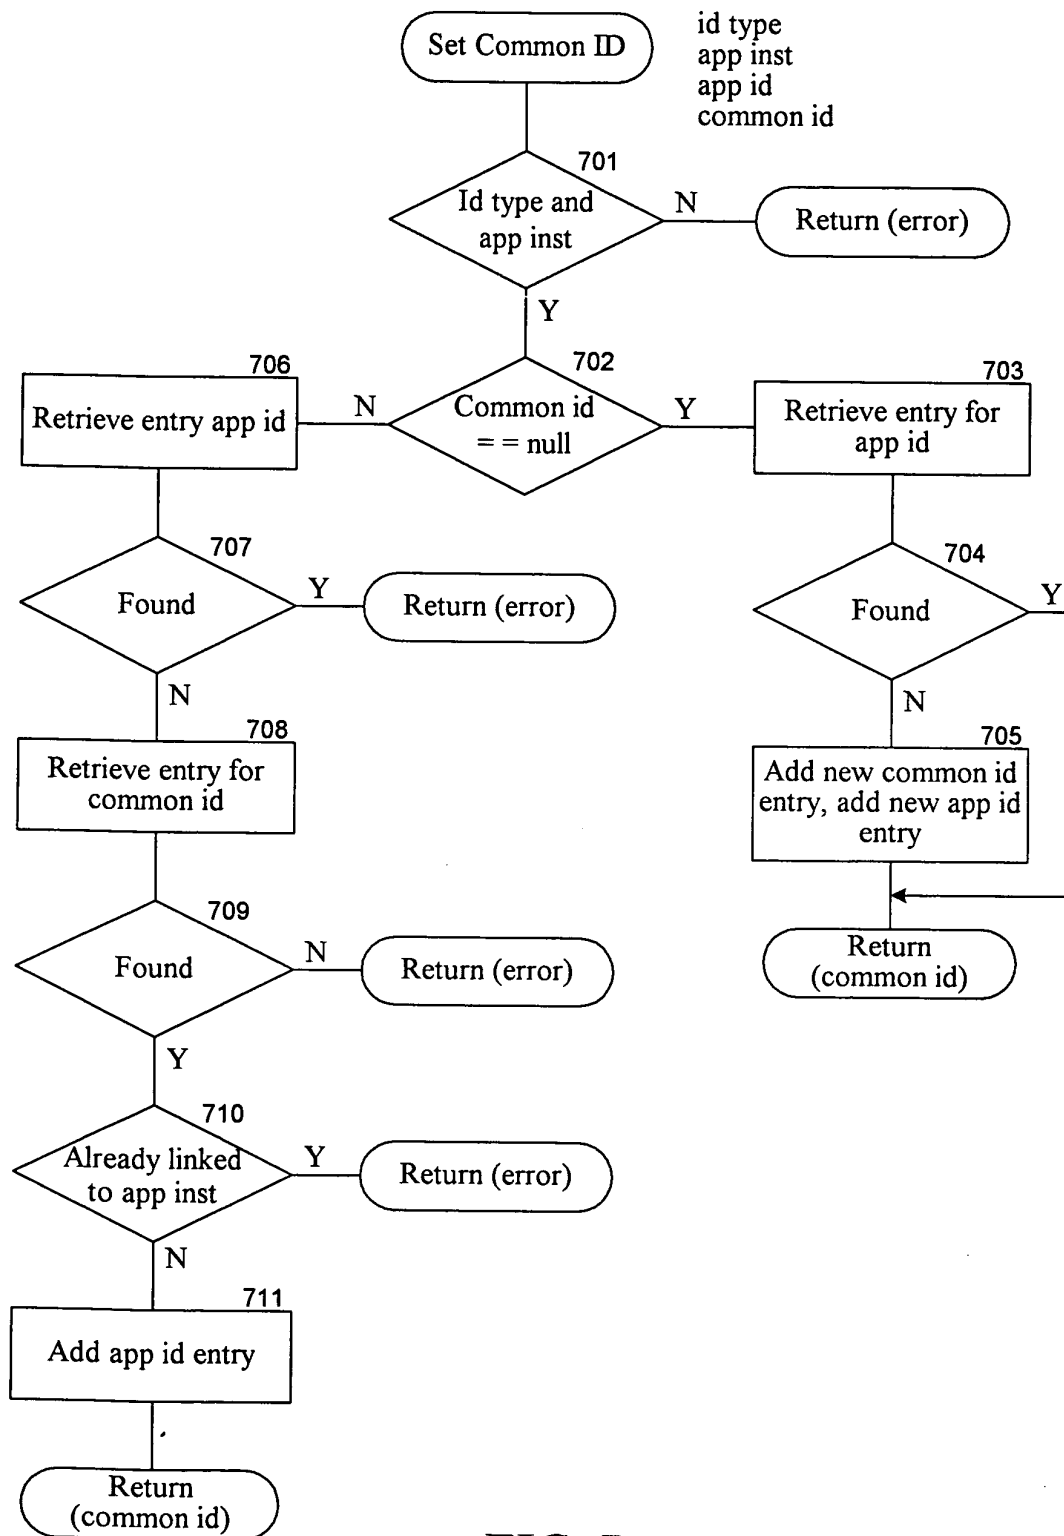 Set Common ID
id type
app inst
app id
common id
701
Id type and
app inst
N
Return (error)
Y
702
Common id
= = null
N
Y
706
Retrieve entry app id
703
Retrieve entry for
app id
707
Found
Y
Return (error)
N
704
Found
Y
N
708
Retrieve entry for
common id
705
Add new common id
entry, add new app id
entry
709
Found
N
Return (error)
Y
Return
(common id)
710
Already linked
to app inst
Y
Return (error)
N
711
Add app id entry
Return
(common id)